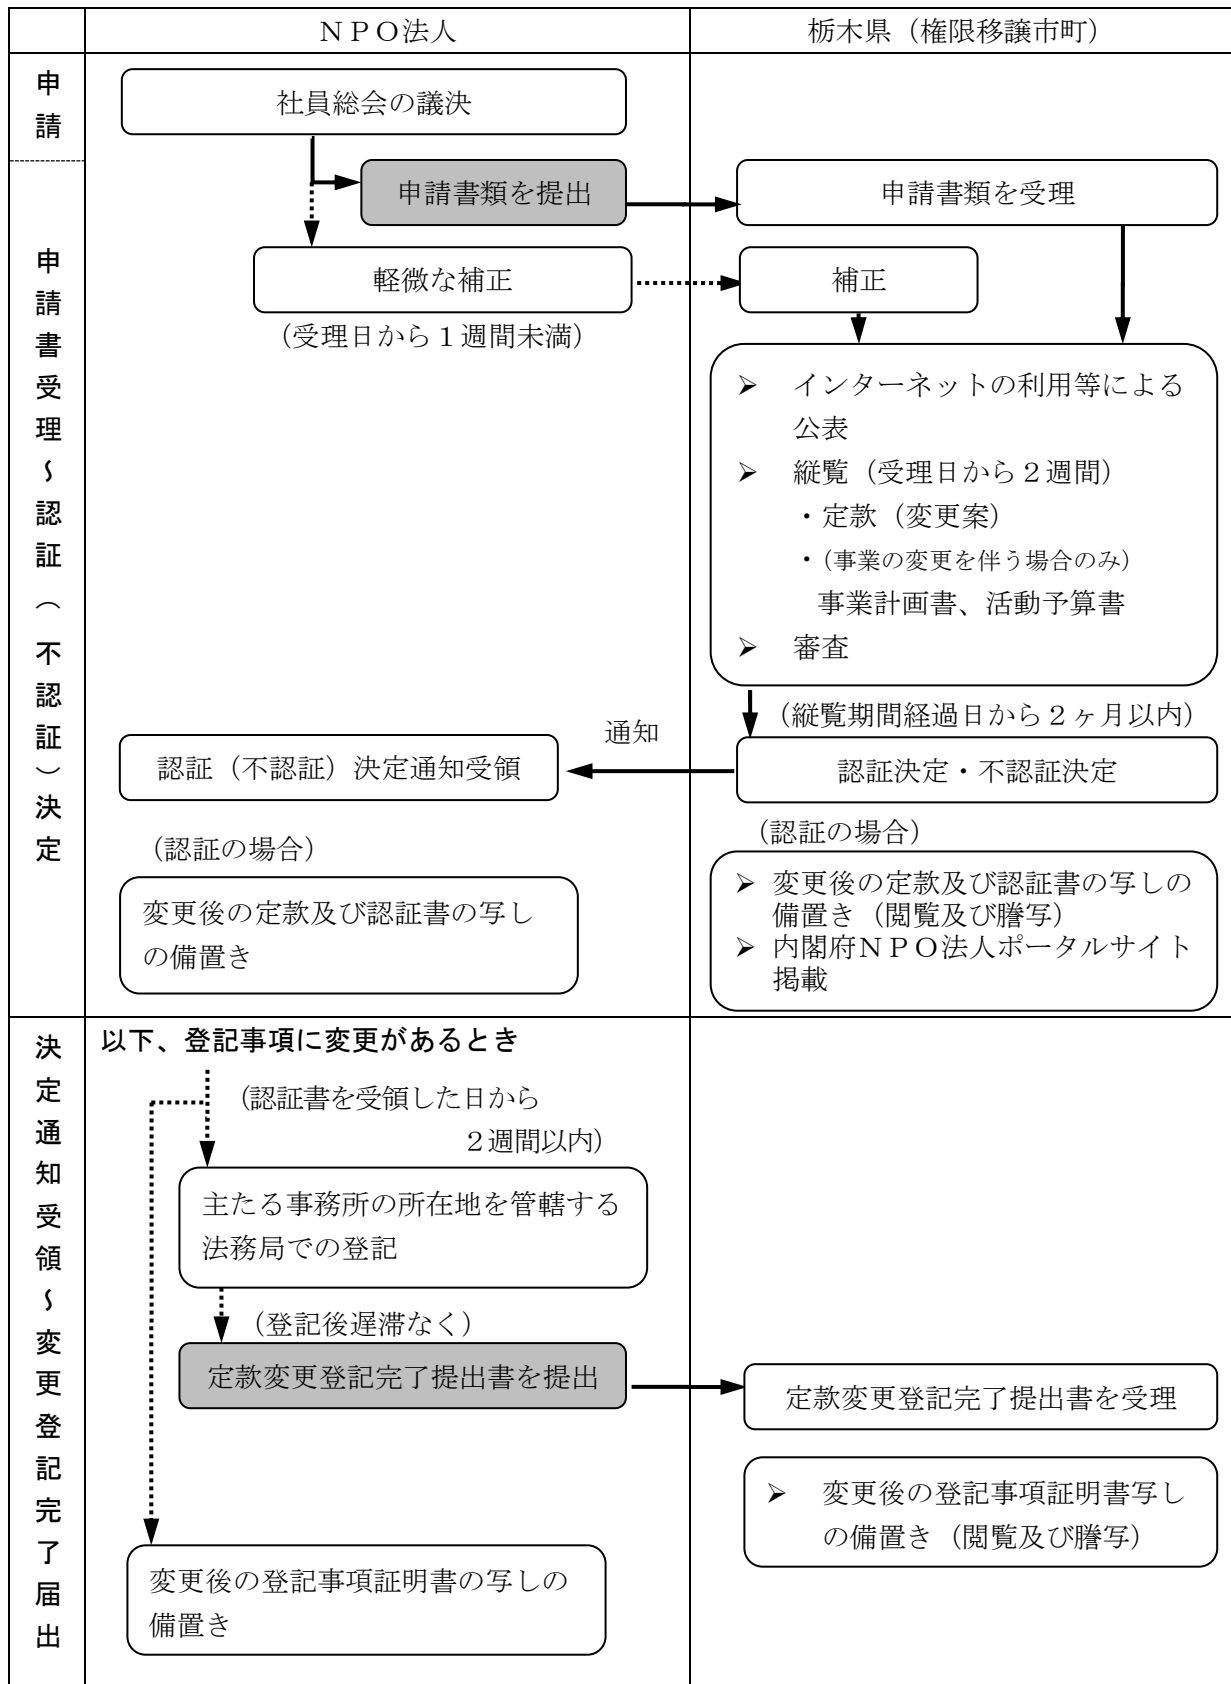 ＮＰＯ法人
栃木県（権限移譲市町）
申請
社員総会の議決
申請書類を提出
申請書類を受理
申請書受理～認証（不認証）決定
軽微な補正
補正
（受理日から１週間未満）
➢ インターネットの利用等による
公表
➢ 縦覧（受理日から２週間）
・定款（変更案）
・（事業の変更を伴う場合のみ）
事業計画書、活動予算書
➢ 審査
（縦覧期間経過日から２ヶ月以内）
通知
認証（不認証）決定通知受領
認証決定・不認証決定
（認証の場合）
変更後の定款及び認証書の写し
の備置き
（認証の場合）
➢ 変更後の定款及び認証書の写しの
備置き（閲覧及び謄写）
➢ 内閣府ＮＰＯ法人ポータルサイト
掲載
決定通知受領～変更登記完了届出
以下、登記事項に変更があるとき
（認証書を受領した日から
２週間以内）
主たる事務所の所在地を管轄する
法務局での登記
（登記後遅滞なく）
定款変更登記完了提出書を提出
定款変更登記完了提出書を受理
➢ 変更後の登記事項証明書写し
の備置き（閲覧及び謄写）
変更後の登記事項証明書の写しの
備置き